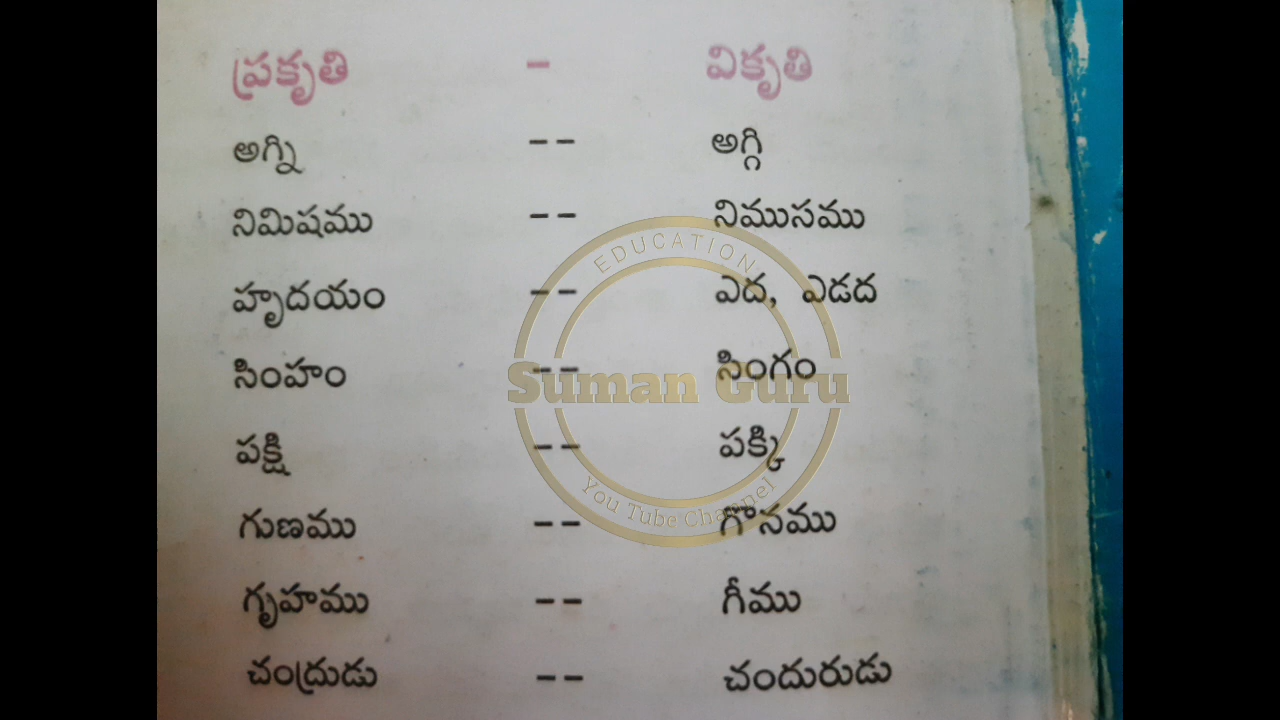 ప్రకృతి - వికృతి
అగ్ని -- అగ్గి
నిమిషము -- నిముసము
EDUCATION
హృదయం -- ఎద, ఎడద
సింహం -- సింగం
Suman Guru
పక్షి -- పక్కి
You Tube Channel
గుణము -- గొనము
గృహము -- గీము
చంద్రుడు -- చందురుడు